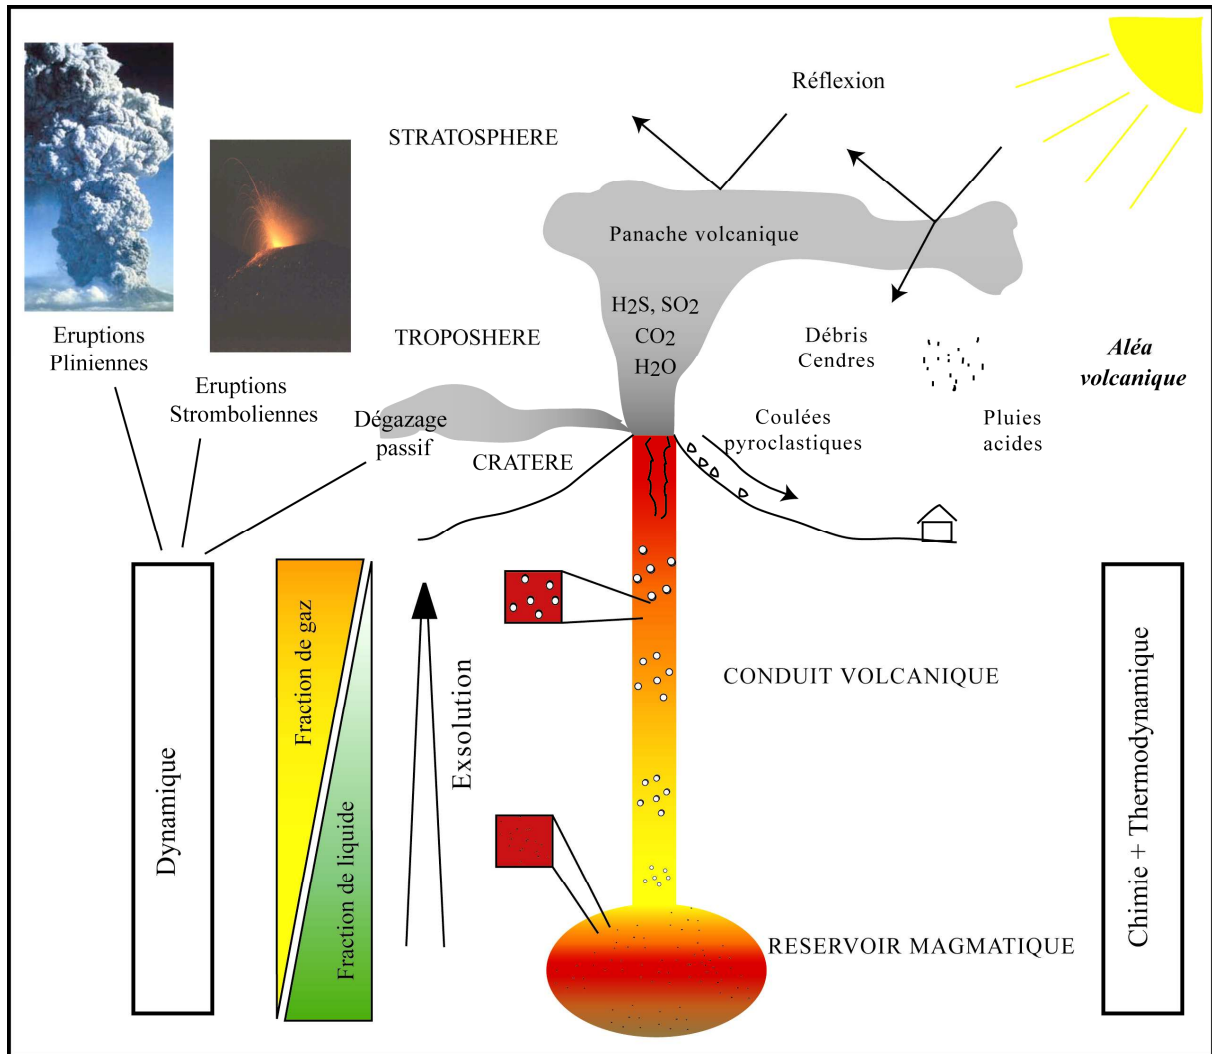 Réflexion
STRATOSPHERE
Panache volcanique
H2S, SO2
CO2
H2O
TROPOSHERE
Débris
Cendres
Aléa
volcanique
Eruptions
Pliniennes
Eruptions
Stromboliennes
Dégazage
passif
CRATERE
Coulées
pyroclastiques
Pluies
acides
Dynamique
Fraction de gaz
Fraction de liquide
Exsolution
CONDUIT VOLCANIQUE
RESERVOIR MAGMATIQUE
Chimie + Thermodynamique